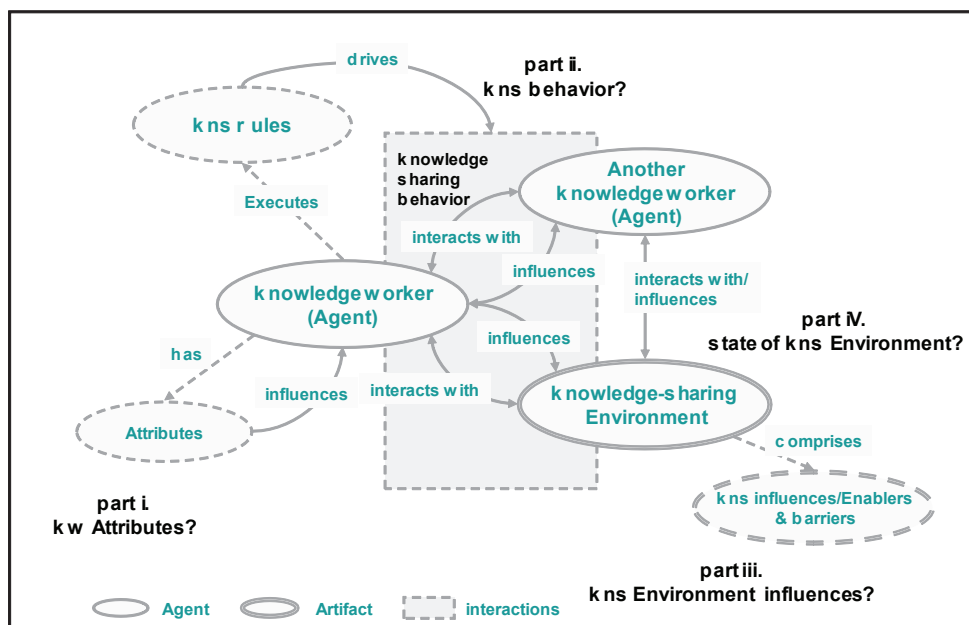 drives
part ii.
kns behavior?
kns rules
knowledge
sharing
behavior
Another
knowledge worker
(Agent)
Executes
interacts with
influences
interacts with/
influences
knowledge worker
(Agent)
part iV.
state of kns Environment?
influences
has
influences
interacts with
knowledge-sharing
Environment
Attributes
comprises
part i.
kw Attributes?
kns influences/Enablers
& barriers
part iii.
kns Environment influences?
Agent
Artifact
interactions